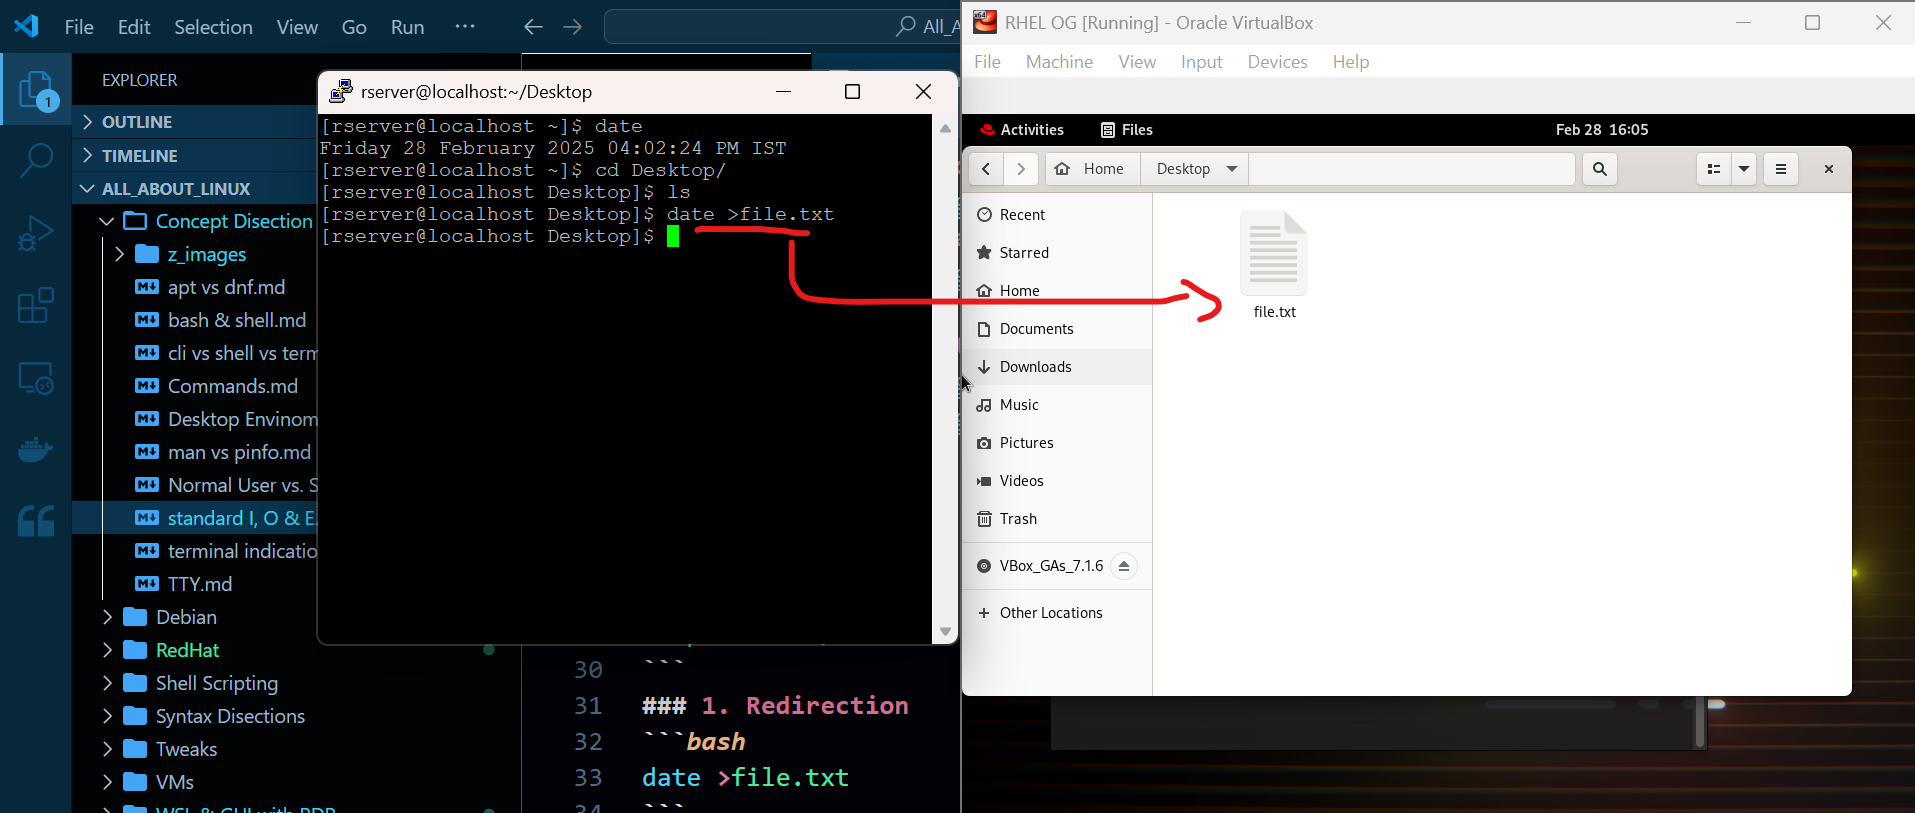 File Edit Selection View Go Run ··· All_A
EXPLORER
OUTLINE
TIMELINE
ALL_ABOUT_LINUX
Concept Disection
z_images
apt vs dnf.md
bash & shell.md
cli vs shell vs term
Commands.md
Desktop Envinom
man vs pinfo.md
Normal User vs. S
standard I, O & E.
terminal indicatio
TTY.md
Debian
RedHat
Shell Scripting
Syntax Disections
Tweaks
VMs
WSL & GUI with RDP
1
rserver@localhost:~/Desktop
[rserver@localhost ~]$ date
Friday 28 February 2025 04:02:24 PM IST
[rserver@localhost ~]$ cd Desktop/
[rserver@localhost Desktop]$ ls
[rserver@localhost Desktop]$ date >file.txt
[rserver@localhost Desktop]$
30 ```
31 ### 1. Redirection
32 ```bash
33 date >file.txt
34 ```
RHEL OG [Running] - Oracle VirtualBox
File Machine View Input Devices Help
Activities Files Feb 28 16:05
Home Desktop
Recent
Starred
Home
Documents
Downloads
Music
Pictures
Videos
Trash
VBox_GAs_7.1.6
Other Locations
file.txt